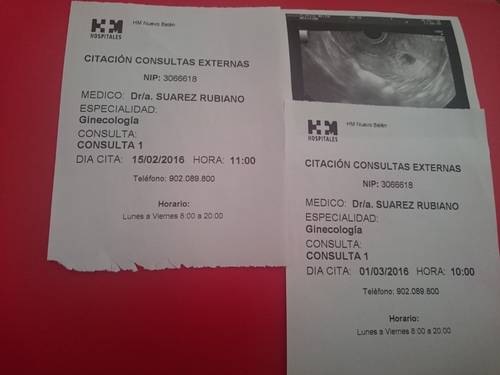 HM
HOSPITALES
HM Nuevo Belén
CITACIÓN CONSULTAS EXTERNAS
NIP: 3066618
MEDICO: Dr/a. SUAREZ RUBIANO
ESPECIALIDAD:
Ginecología
CONSULTA:
CONSULTA 1
DIA CITA: 15/02/2016 HORA: 11:00
Teléfono: 902.089.800
Horario:
Lunes a Viernes 8:00 a 20:00
HM
HOSPITALES
HM Nuevo Belén
CITACIÓN CONSULTAS EXTERNAS
NIP: 3066618
MEDICO: Dr/a. SUAREZ RUBIANO
ESPECIALIDAD:
Ginecología
CONSULTA:
CONSULTA 1
DIA CITA: 01/03/2016 HORA: 10:00
Teléfono: 902.089.800
Horario:
Lunes a Viernes 8:00 a 20:00